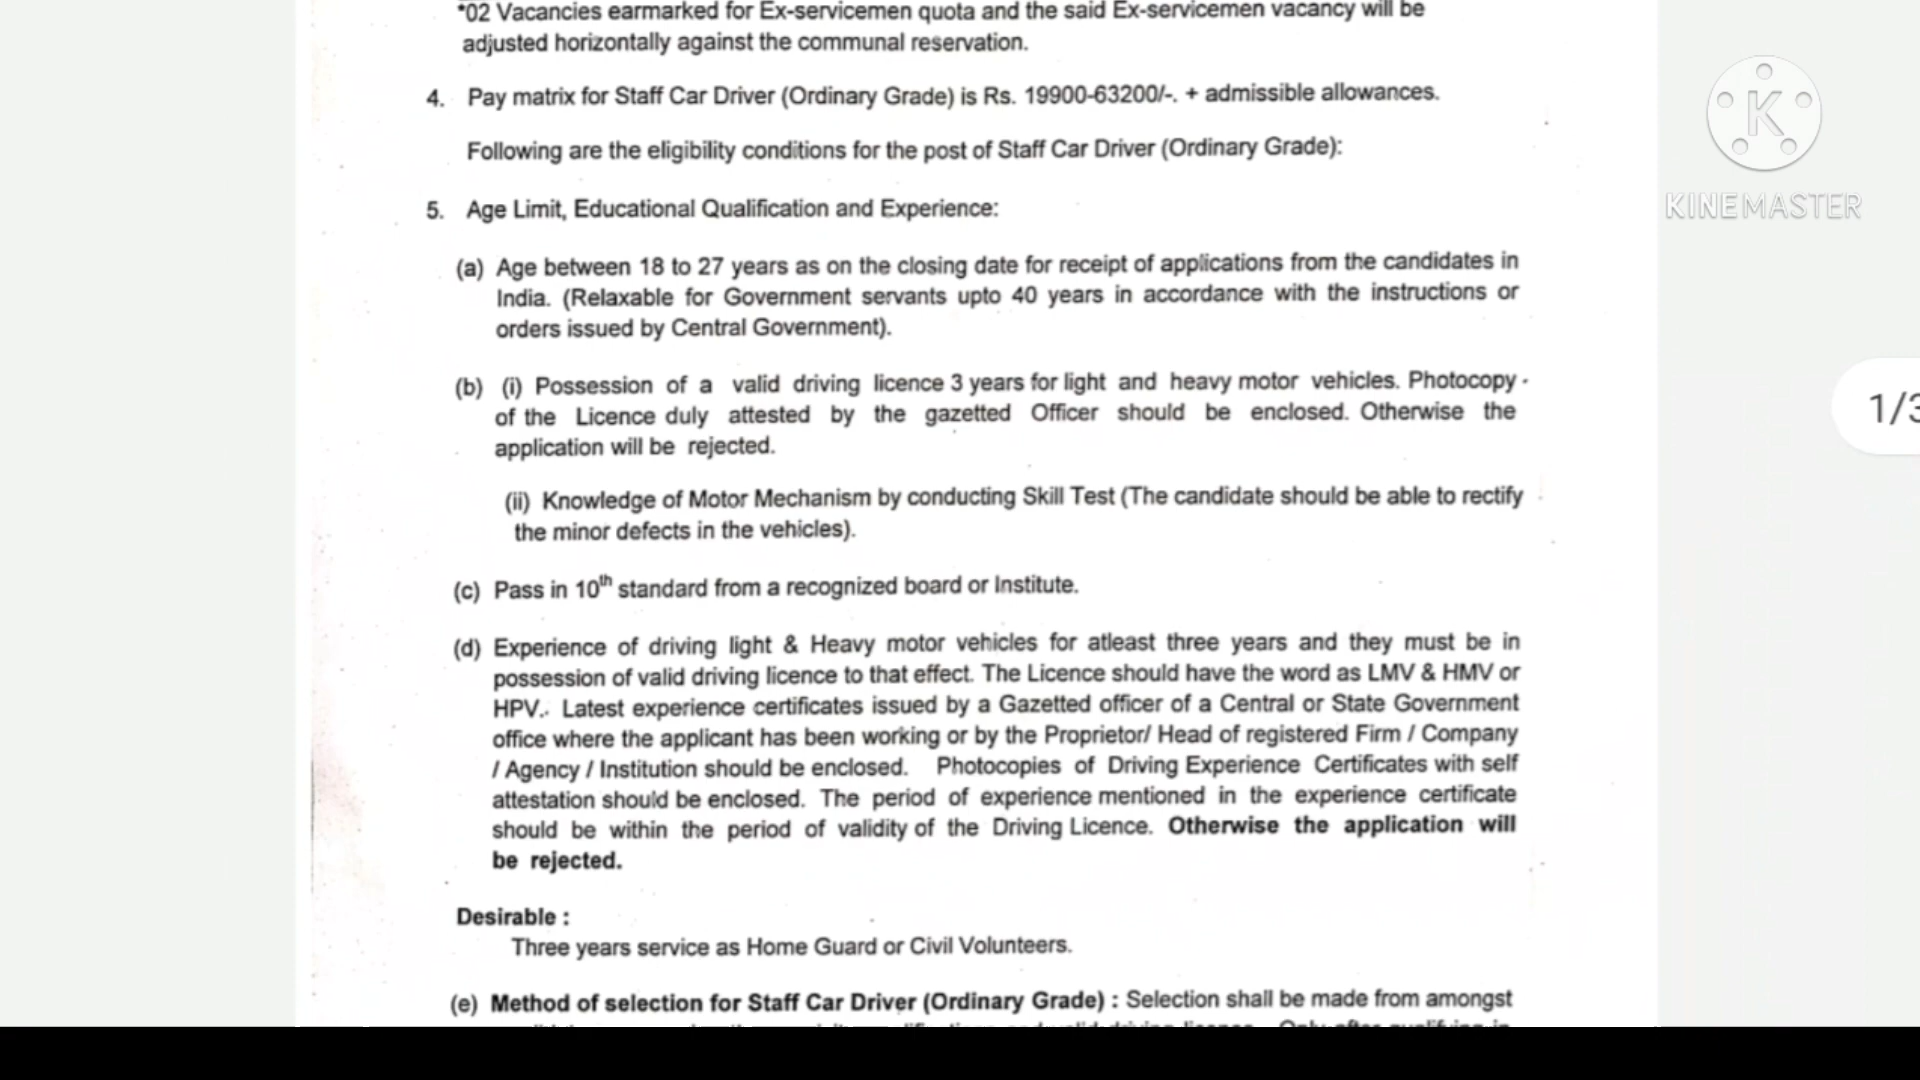 *02 Vacancies earmarked for Ex-servicemen quota and the said Ex-servicemen vacancy will be
adjusted horizontally against the communal reservation.
4. Pay matrix for Staff Car Driver (Ordinary Grade) is Rs. 19900-63200/-. + admissible allowances.
Following are the eligibility conditions for the post of Staff Car Driver (Ordinary Grade):
5. Age Limit, Educational Qualification and Experience:
(a) Age between 18 to 27 years as on the closing date for receipt of applications from the candidates in
India. (Relaxable for Government servants upto 40 years in accordance with the instructions or
orders issued by Central Government).
(b) (i) Possession of a valid driving licence 3 years for light and heavy motor vehicles. Photocopy
of the Licence duly attested by the gazetted Officer should be enclosed. Otherwise the
application will be rejected.
(ii) Knowledge of Motor Mechanism by conducting Skill Test (The candidate should be able to rectify
the minor defects in the vehicles).
(c) Pass in 10th standard from a recognized board or Institute.
(d) Experience of driving light & Heavy motor vehicles for atleast three years and they must be in
possession of valid driving licence to that effect. The Licence should have the word as LMV & HMV or
HPV.. Latest experience certificates issued by a Gazetted officer of a Central or State Government
office where the applicant has been working or by the Proprietor/ Head of registered Firm / Company
/ Agency / Institution should be enclosed. Photocopies of Driving Experience Certificates with self
attestation should be enclosed. The period of experience mentioned in the experience certificate
should be within the period of validity of the Driving Licence. Otherwise the application will
be rejected.
Desirable :
Three years service as Home Guard or Civil Volunteers.
(e) Method of selection for Staff Car Driver (Ordinary Grade) : Selection shall be made from amongst
K
KINEMASTER
1/3